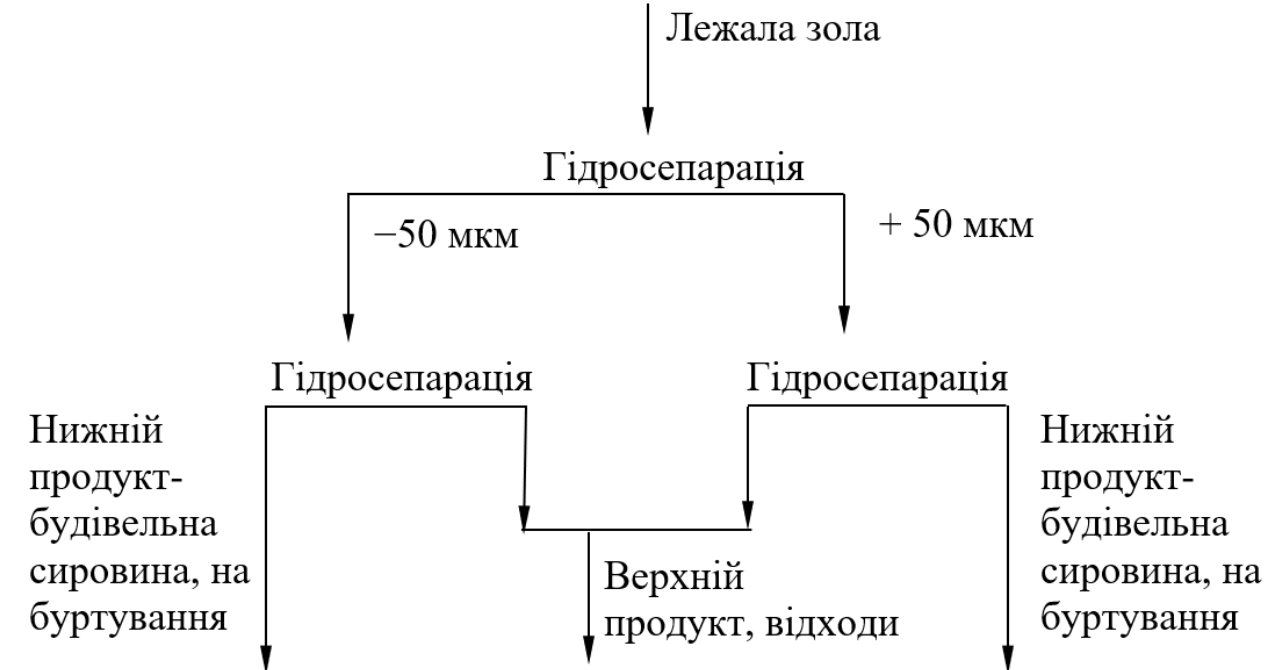 Лежала зола
Гідросепарація
−50 мкм
+ 50 мкм
Гідросепарація
Гідросепарація
Нижній
продукт-
будівельна
сировина, на
буртування
Верхній
продукт, відходи
Нижній
продукт-
будівельна
сировина, на
буртування